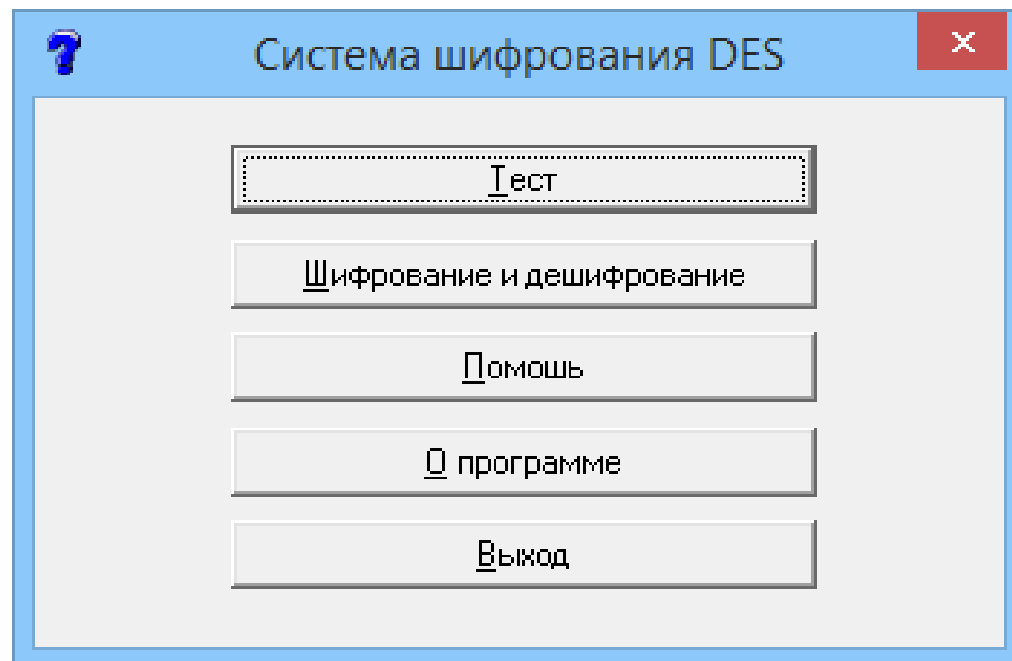 Система шифрования DES
Тест
Шифрование и дешифрование
Помошь
О программе
Выход